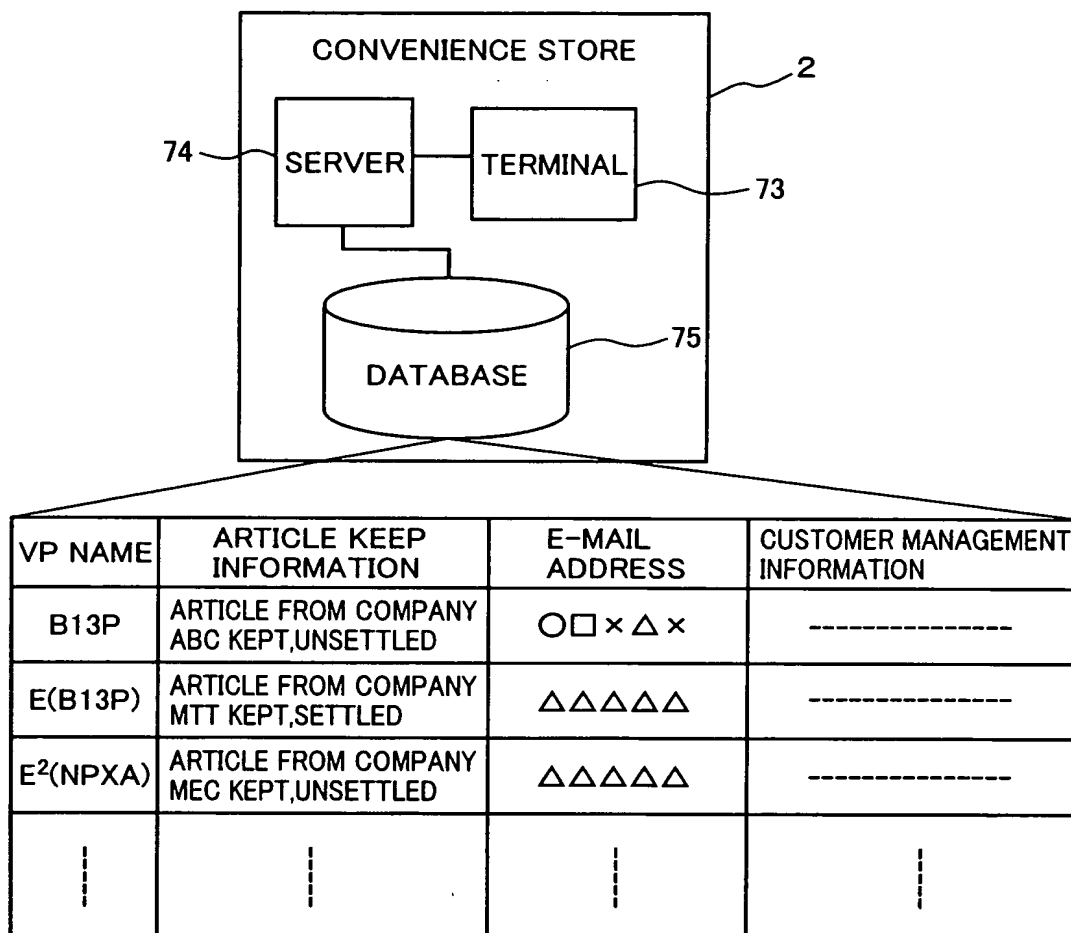 CONVENIENCE STORE
2
74
SERVER
TERMINAL
73
75
DATABASE
VP NAME
ARTICLE KEEP
INFORMATION
E-MAIL
ADDRESS
CUSTOMER MANAGEMENT
INFORMATION
B13P
ARTICLE FROM COMPANY
ABC KEPT,UNSETTLED
○□×△×
E(B13P)
ARTICLE FROM COMPANY
MTT KEPT,SETTLED
△△△△△
E²(NPXA)
ARTICLE FROM COMPANY
MEC KEPT,UNSETTLED
△△△△△